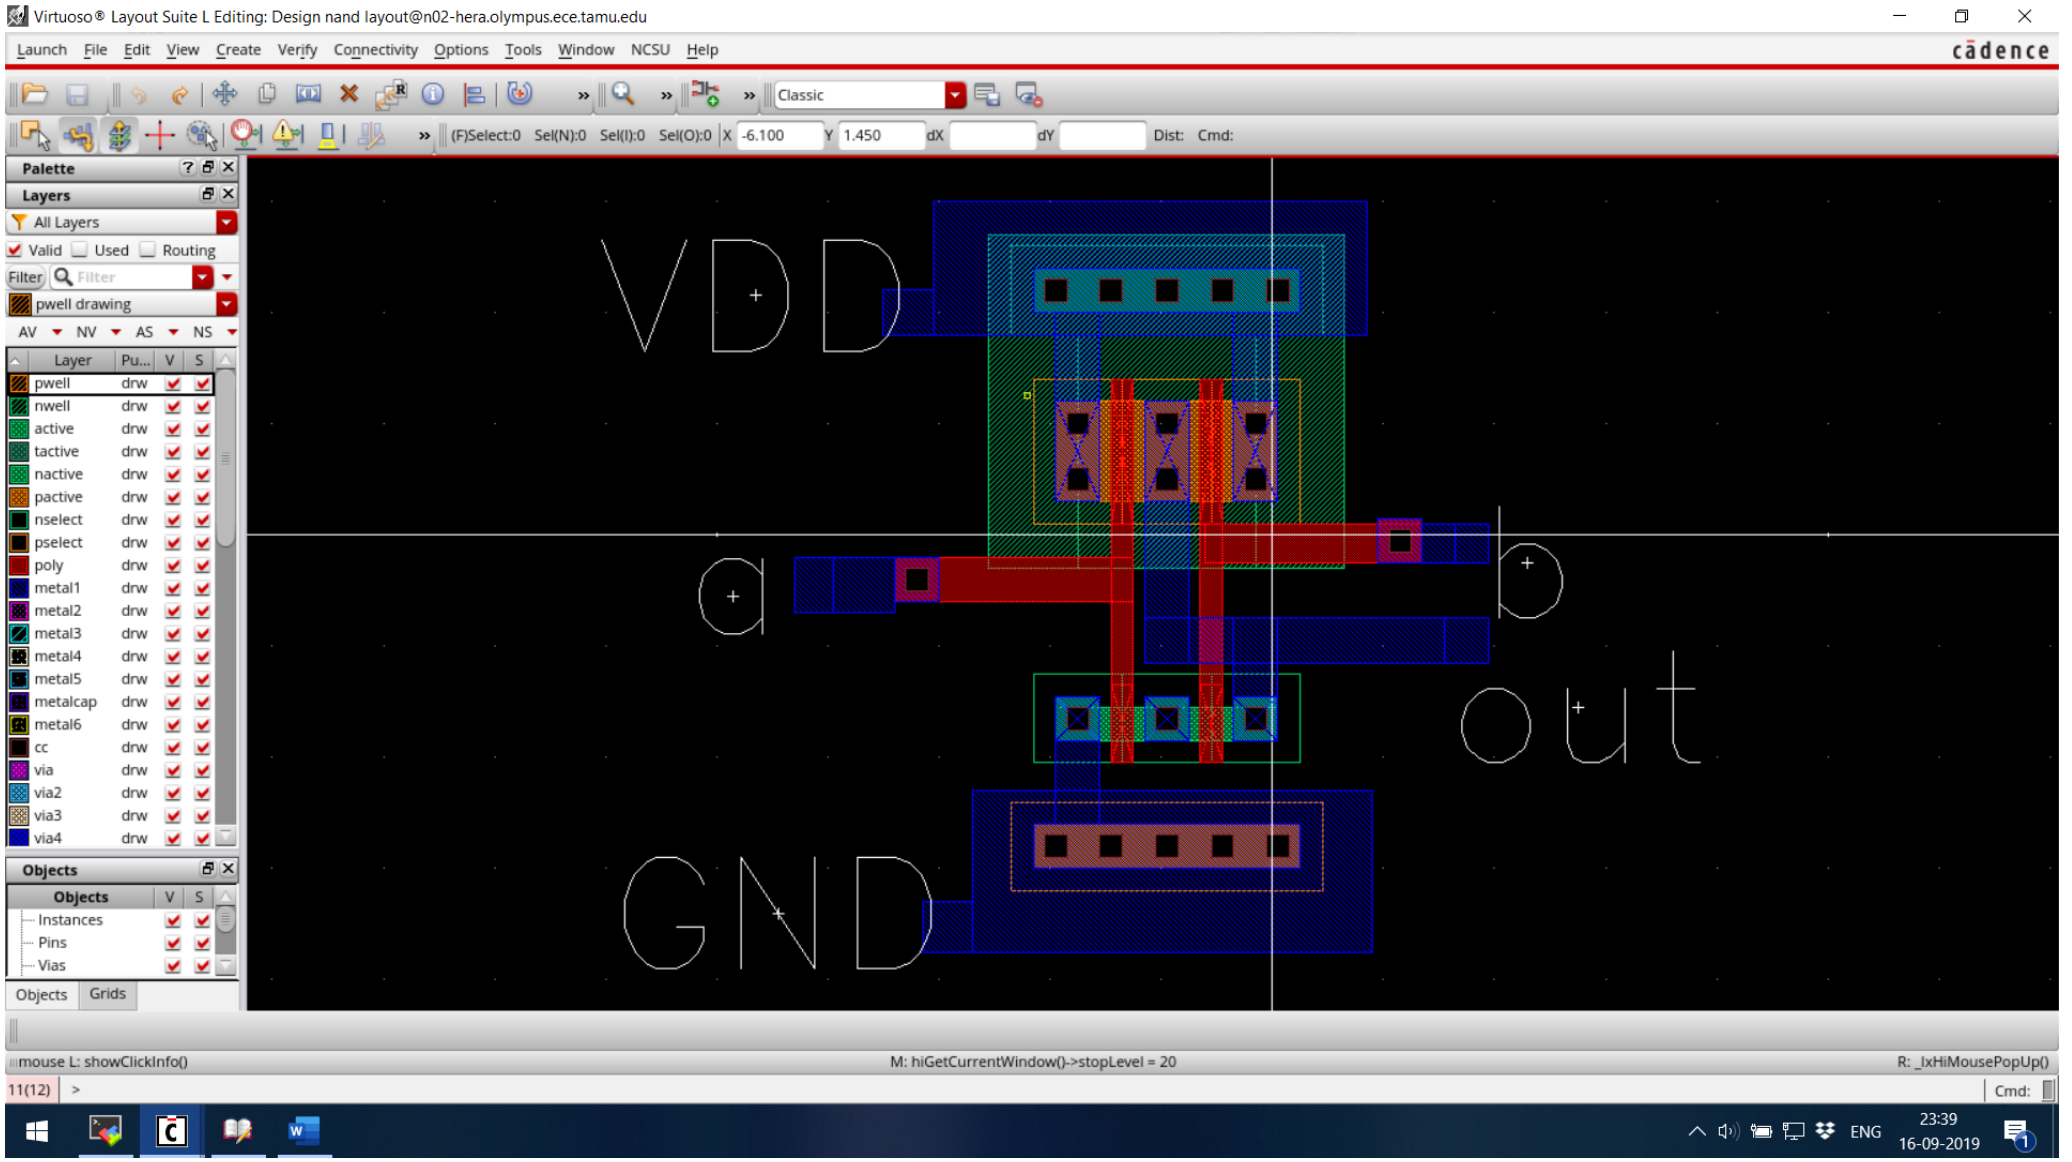 Virtuoso® Layout Suite L Editing: Design nand layout@n02-hera.olympus.ece.tamu.edu
Launch File Edit View Create Verify Connectivity Options Tools Window NCSU Help
cādence
R
» » » Classic
» (F)Select:0 Sel(N):0 Sel(I):0 Sel(O):0 X -6.100 Y 1.450 dX dY Dist: Cmd:
Palette ?
Layers
All Layers
Valid Used Routing
Filter Filter
pwell drawing
AV NV AS NS
Layer Pu... V S
pwell drw
nwell drw
active drw
tactive drw
nactive drw
pactive drw
nselect drw
pselect drw
poly drw
metal1 drw
metal2 drw
metal3 drw
metal4 drw
metal5 drw
metalcap drw
metal6 drw
cc drw
via drw
via2 drw
via3 drw
via4 drw
Objects
Objects V S
Instances
Pins
Vias
Objects Grids
VDD
a
b
out
GND
mouse L: showClickInfo()
M: hiGetCurrentWindow()->stopLevel = 20
R: _lxHiMousePopUp()
11(12) >
Cmd:
ENG
23:39
16-09-2019
1